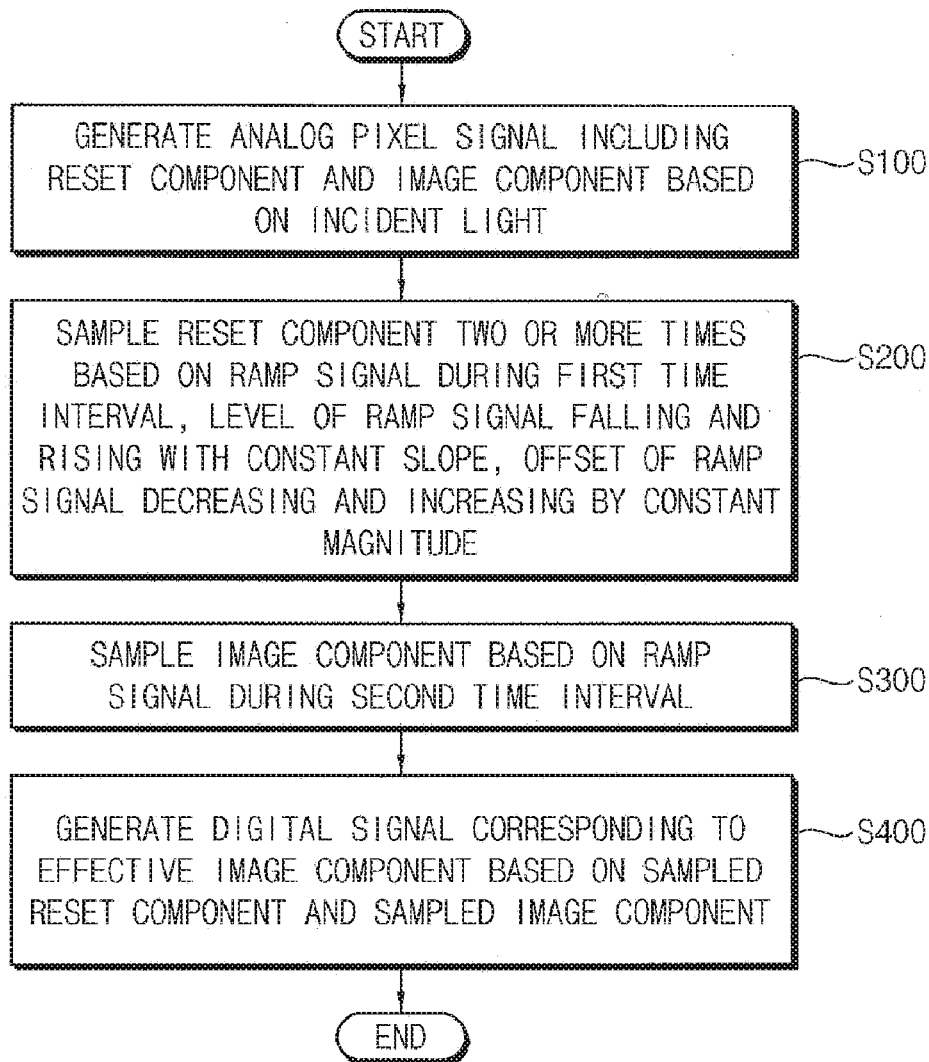 START
GENERATE ANALOG PIXEL SIGNAL INCLUDING
RESET COMPONENT AND IMAGE COMPONENT BASED
ON INCIDENT LIGHT
S100
SAMPLE RESET COMPONENT TWO OR MORE TIMES
BASED ON RAMP SIGNAL DURING FIRST TIME
INTERVAL, LEVEL OF RAMP SIGNAL FALLING AND
RISING WITH CONSTANT SLOPE, OFFSET OF RAMP
SIGNAL DECREASING AND INCREASING BY CONSTANT
MAGNITUDE
S200
SAMPLE IMAGE COMPONENT BASED ON RAMP
SIGNAL DURING SECOND TIME INTERVAL
S300
GENERATE DIGITAL SIGNAL CORRESPONDING TO
EFFECTIVE IMAGE COMPONENT BASED ON SAMPLED
RESET COMPONENT AND SAMPLED IMAGE COMPONENT
S400
END